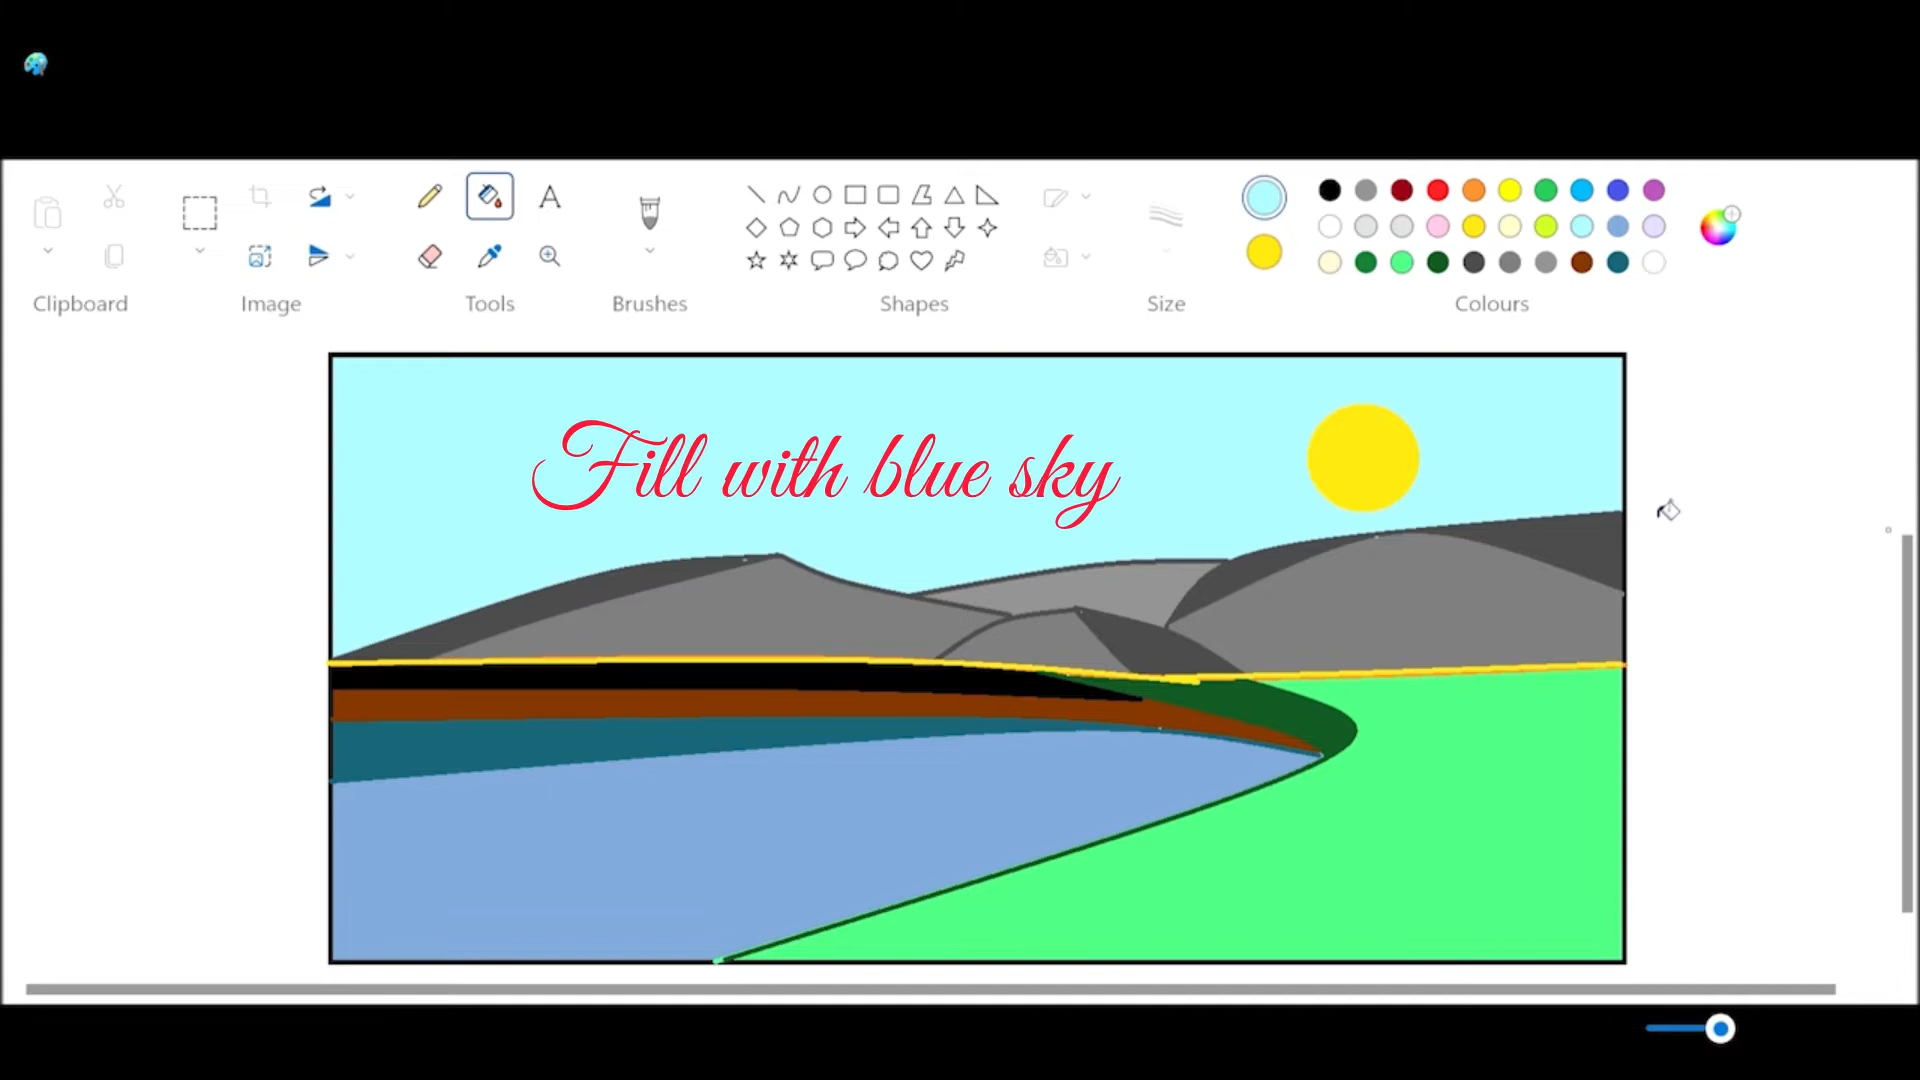 Clipboard
Image
Tools
Brushes
Shapes
Size
Colours
Fill with blue sky